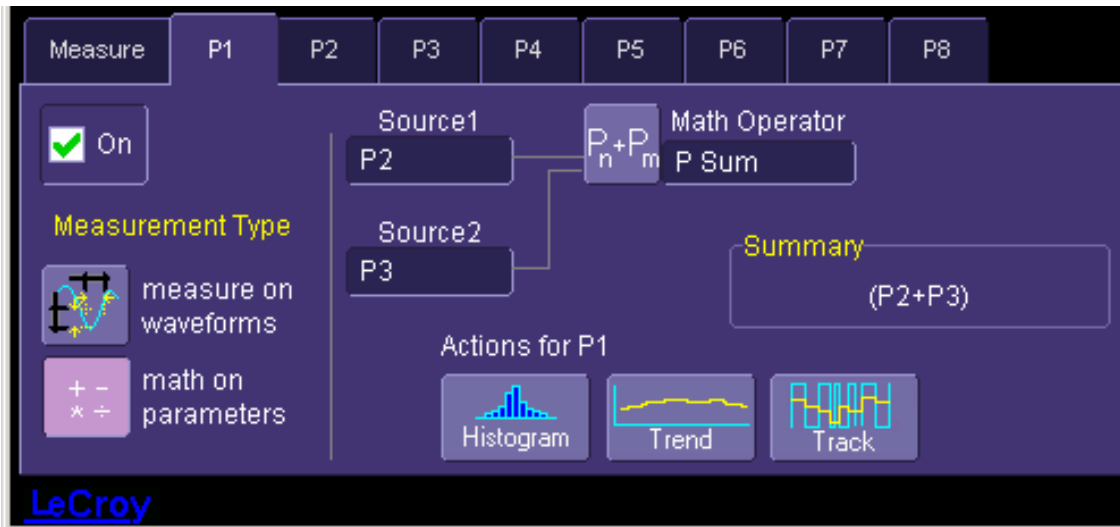 Measure P1 P2 P3 P4 P5 P6 P7 P8
On
Source1
P2
Pn+Pm
Math Operator
P Sum
Measurement Type
Source2
P3
measure on
waveforms
Summary
(P2+P3)
Actions for P1
+ -
* ÷
math on
parameters
Histogram
Trend
Track
LeCroy